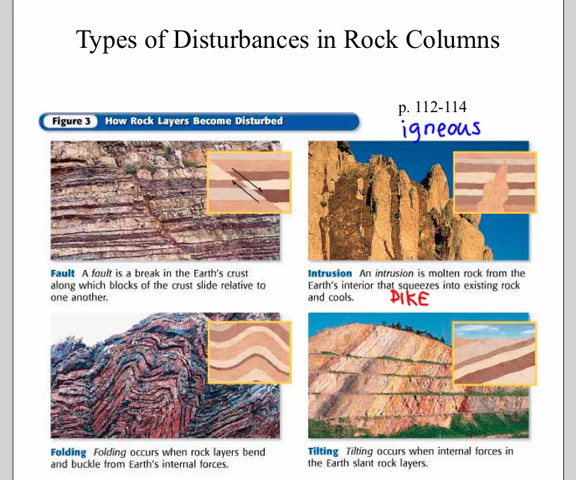 Types of Disturbances in Rock Columns
p. 112-114
igneous
Figure 3 How Rock Layers Become Disturbed
Fault A fault is a break in the Earth's crust
along which blocks of the crust slide relative to
one another.
Intrusion An intrusion is molten rock from the
Earth's interior that squeezes into existing rock
and cools.
DIKE
Folding Folding occurs when rock layers bend
and buckle from Earth's internal forces.
Tilting Tilting occurs when internal forces in
the Earth slant rock layers.